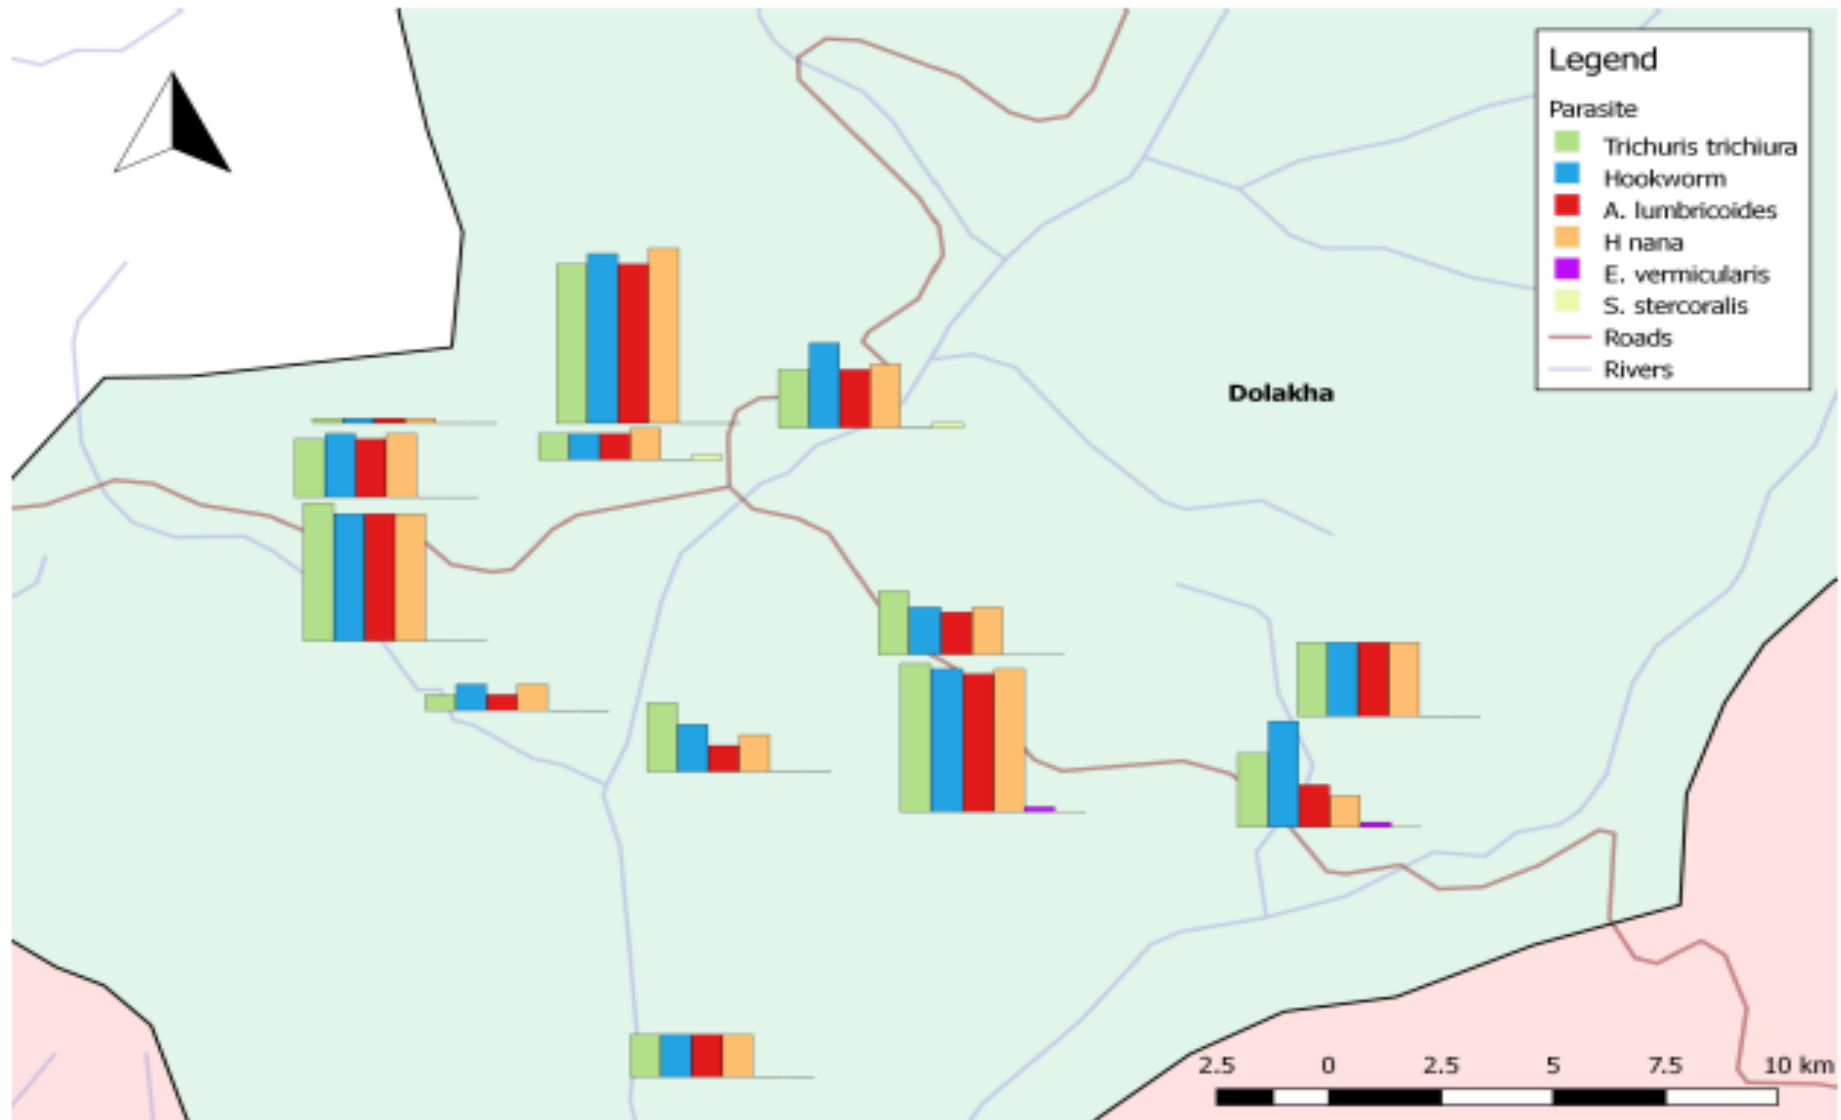 Legend
Parasite
Trichuris trichiura
Hookworm
A. lumbricoides
H nana
E. vermicularis
S. stercoralis
Roads
Rivers
Dolakha
2.5 0 2.5 5 7.5 10 km